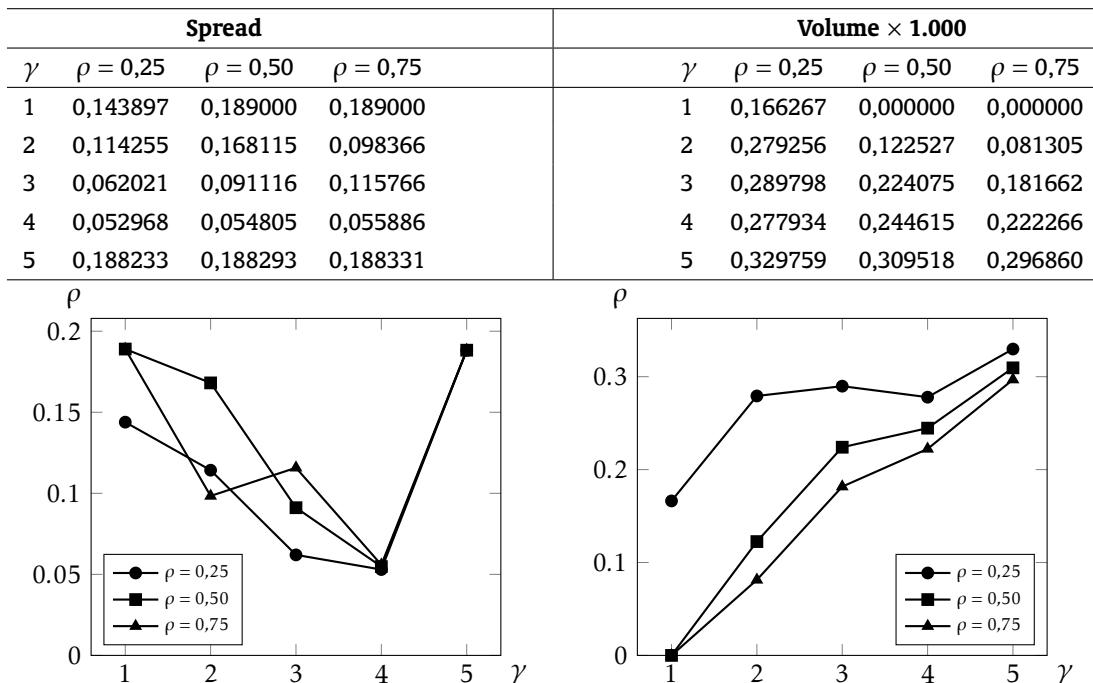 Spread Volume × 1.000
γ ρ = 0,25 ρ = 0,50 ρ = 0,75 γ ρ = 0,25 ρ = 0,50 ρ = 0,75
1 0,143897 0,189000 0,189000 1 0,166267 0,000000 0,000000
2 0,114255 0,168115 0,098366 2 0,279256 0,122527 0,081305
3 0,062021 0,091116 0,115766 3 0,289798 0,224075 0,181662
4 0,052968 0,054805 0,055886 4 0,277934 0,244615 0,222266
5 0,188233 0,188293 0,188331 5 0,329759 0,309518 0,296860
ρ
0.2
0.15
0.1
0.05
0
ρ = 0,25
ρ = 0,50
ρ = 0,75
1 2 3 4 5 γ
ρ
0.3
0.2
0.1
0
ρ = 0,25
ρ = 0,50
ρ = 0,75
1 2 3 4 5 γ